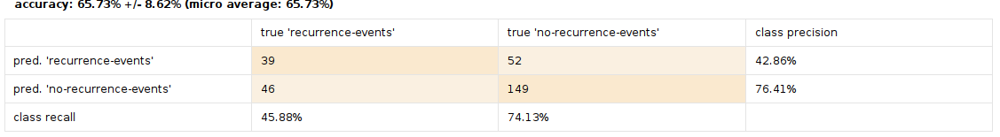 accuracy: 65.73% +/- 8.62% (micro average: 65.73%)
true 'recurrence-events' true 'no-recurrence-events' class precision
pred. 'recurrence-events' 39 52 42.86%
pred. 'no-recurrence-events' 46 149 76.41%
class recall 45.88% 74.13%